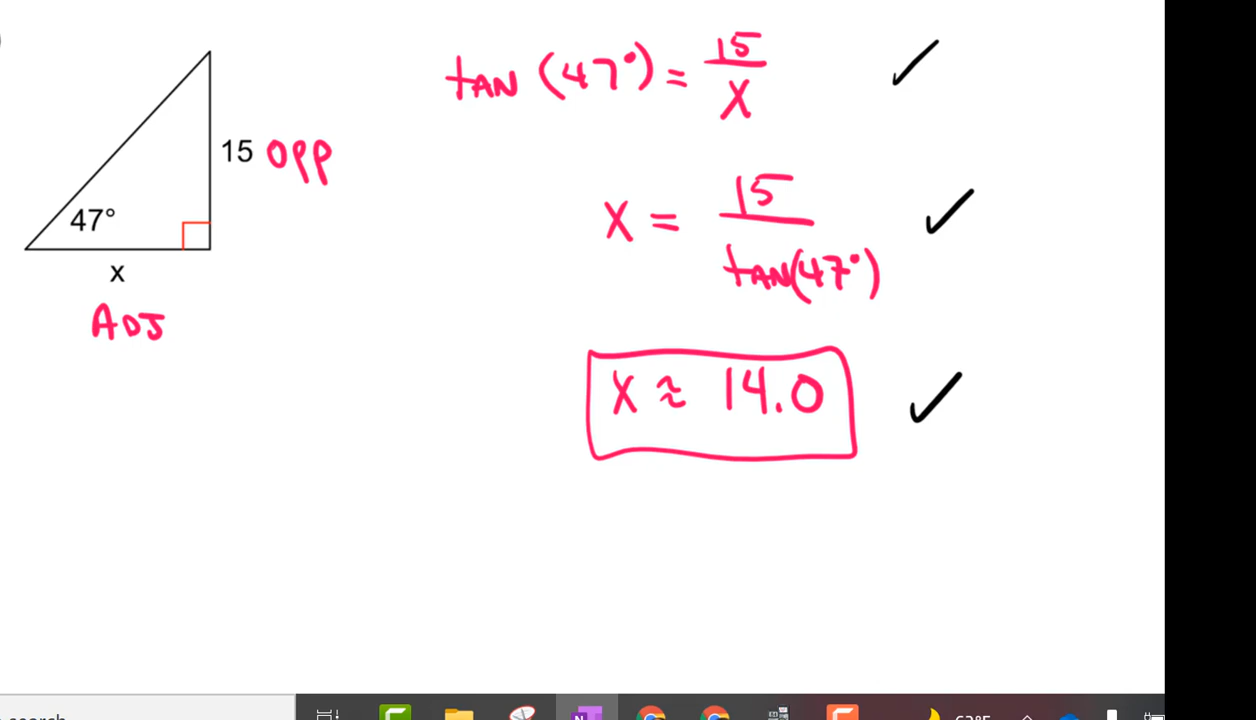 tan (47°) = 15/x
15 OPP
x = 15/tan(47°)
47°
x
ADJ
x ≈ 14.0